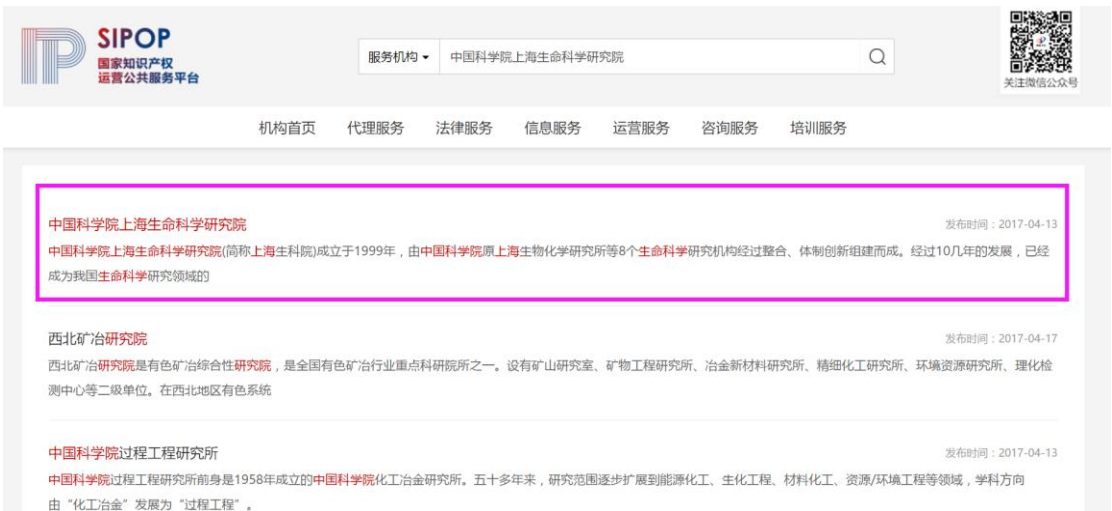 SIPOP
国家知识产权
运营公共服务平台
服务机构
中国科学院上海生命科学研究院
关注微信公众号
机构首页 代理服务 法律服务 信息服务 运营服务 咨询服务 培训服务
中国科学院上海生命科学研究院 发布时间：2017-04-13
中国科学院上海生命科学研究院(简称上海生科院)成立于1999年，由中国科学院原上海生物化学研究所等8个生命科学研究机构经过整合、体制创新组建而成。经过10几年的发展，已经
成为我国生命科学研究领域的
西北矿冶研究院 发布时间：2017-04-17
西北矿冶研究院是有色矿冶综合性研究院，是全国有色矿冶行业重点科研院所之一。设有矿山研究室、矿物工程研究所、冶金新材料研究所、精细化工研究所、环境资源研究所、理化检
测中心等二级单位。在西北地区有色系统
中国科学院过程工程研究所 发布时间：2017-04-13
中国科学院过程工程研究所前身是1958年成立的中国科学院化工冶金研究所。五十多年来，研究范围逐步扩展到能源化工、生化工程、材料化工、资源/环境工程等领域，学科方向
由“化工冶金”发展为“过程工程”。